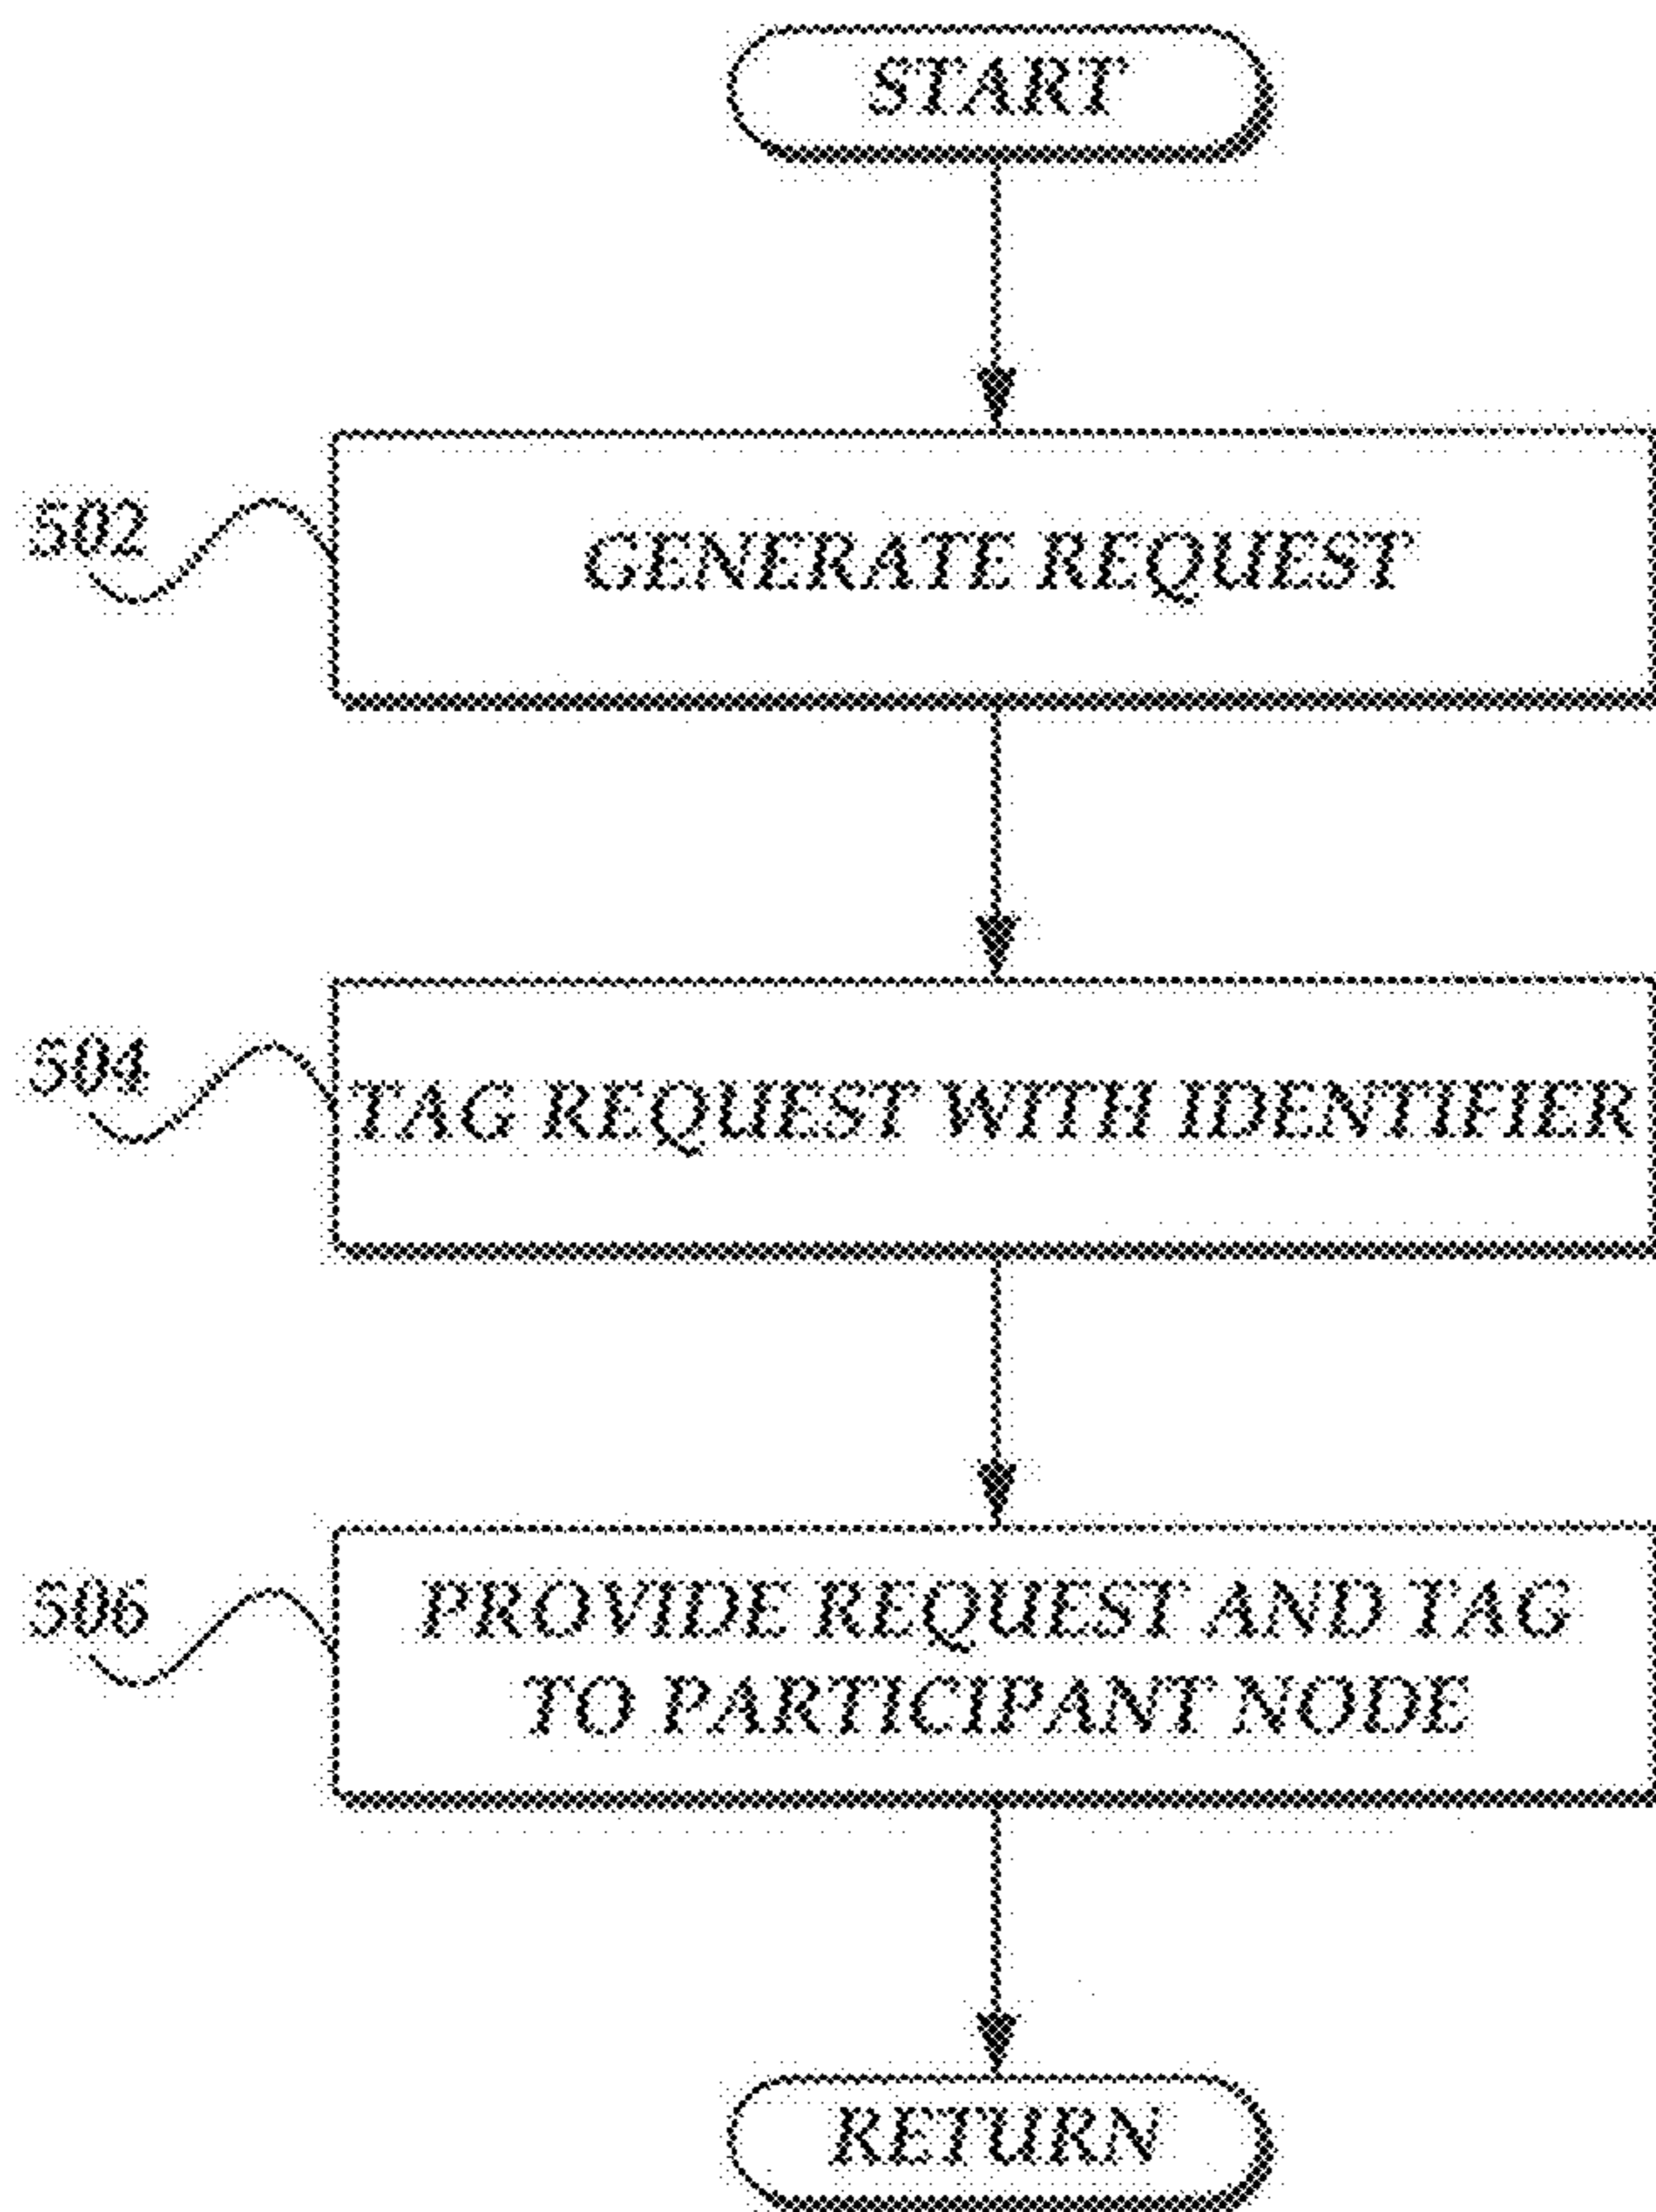 START
502
GENERATE REQUEST
504
TAG REQUEST WITH IDENTIFIER
506
PROVIDE REQUEST AND TAG
TO PARTICIPANT NODE
RETURN